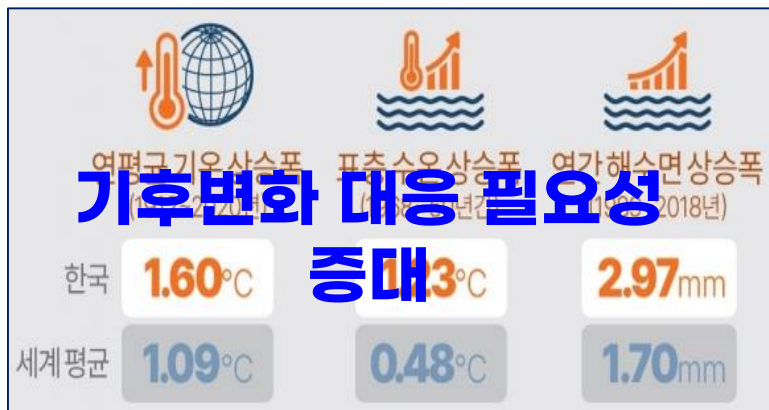 연평균 기온 상승폭 표층 수온 상승폭 연간 해수면 상승폭
2018년)
기후변화 대응 필요성
증대
한국 1.60°C 1.23°C 2.97mm
세계 평균 1.09°C 0.48°C 1.70mm